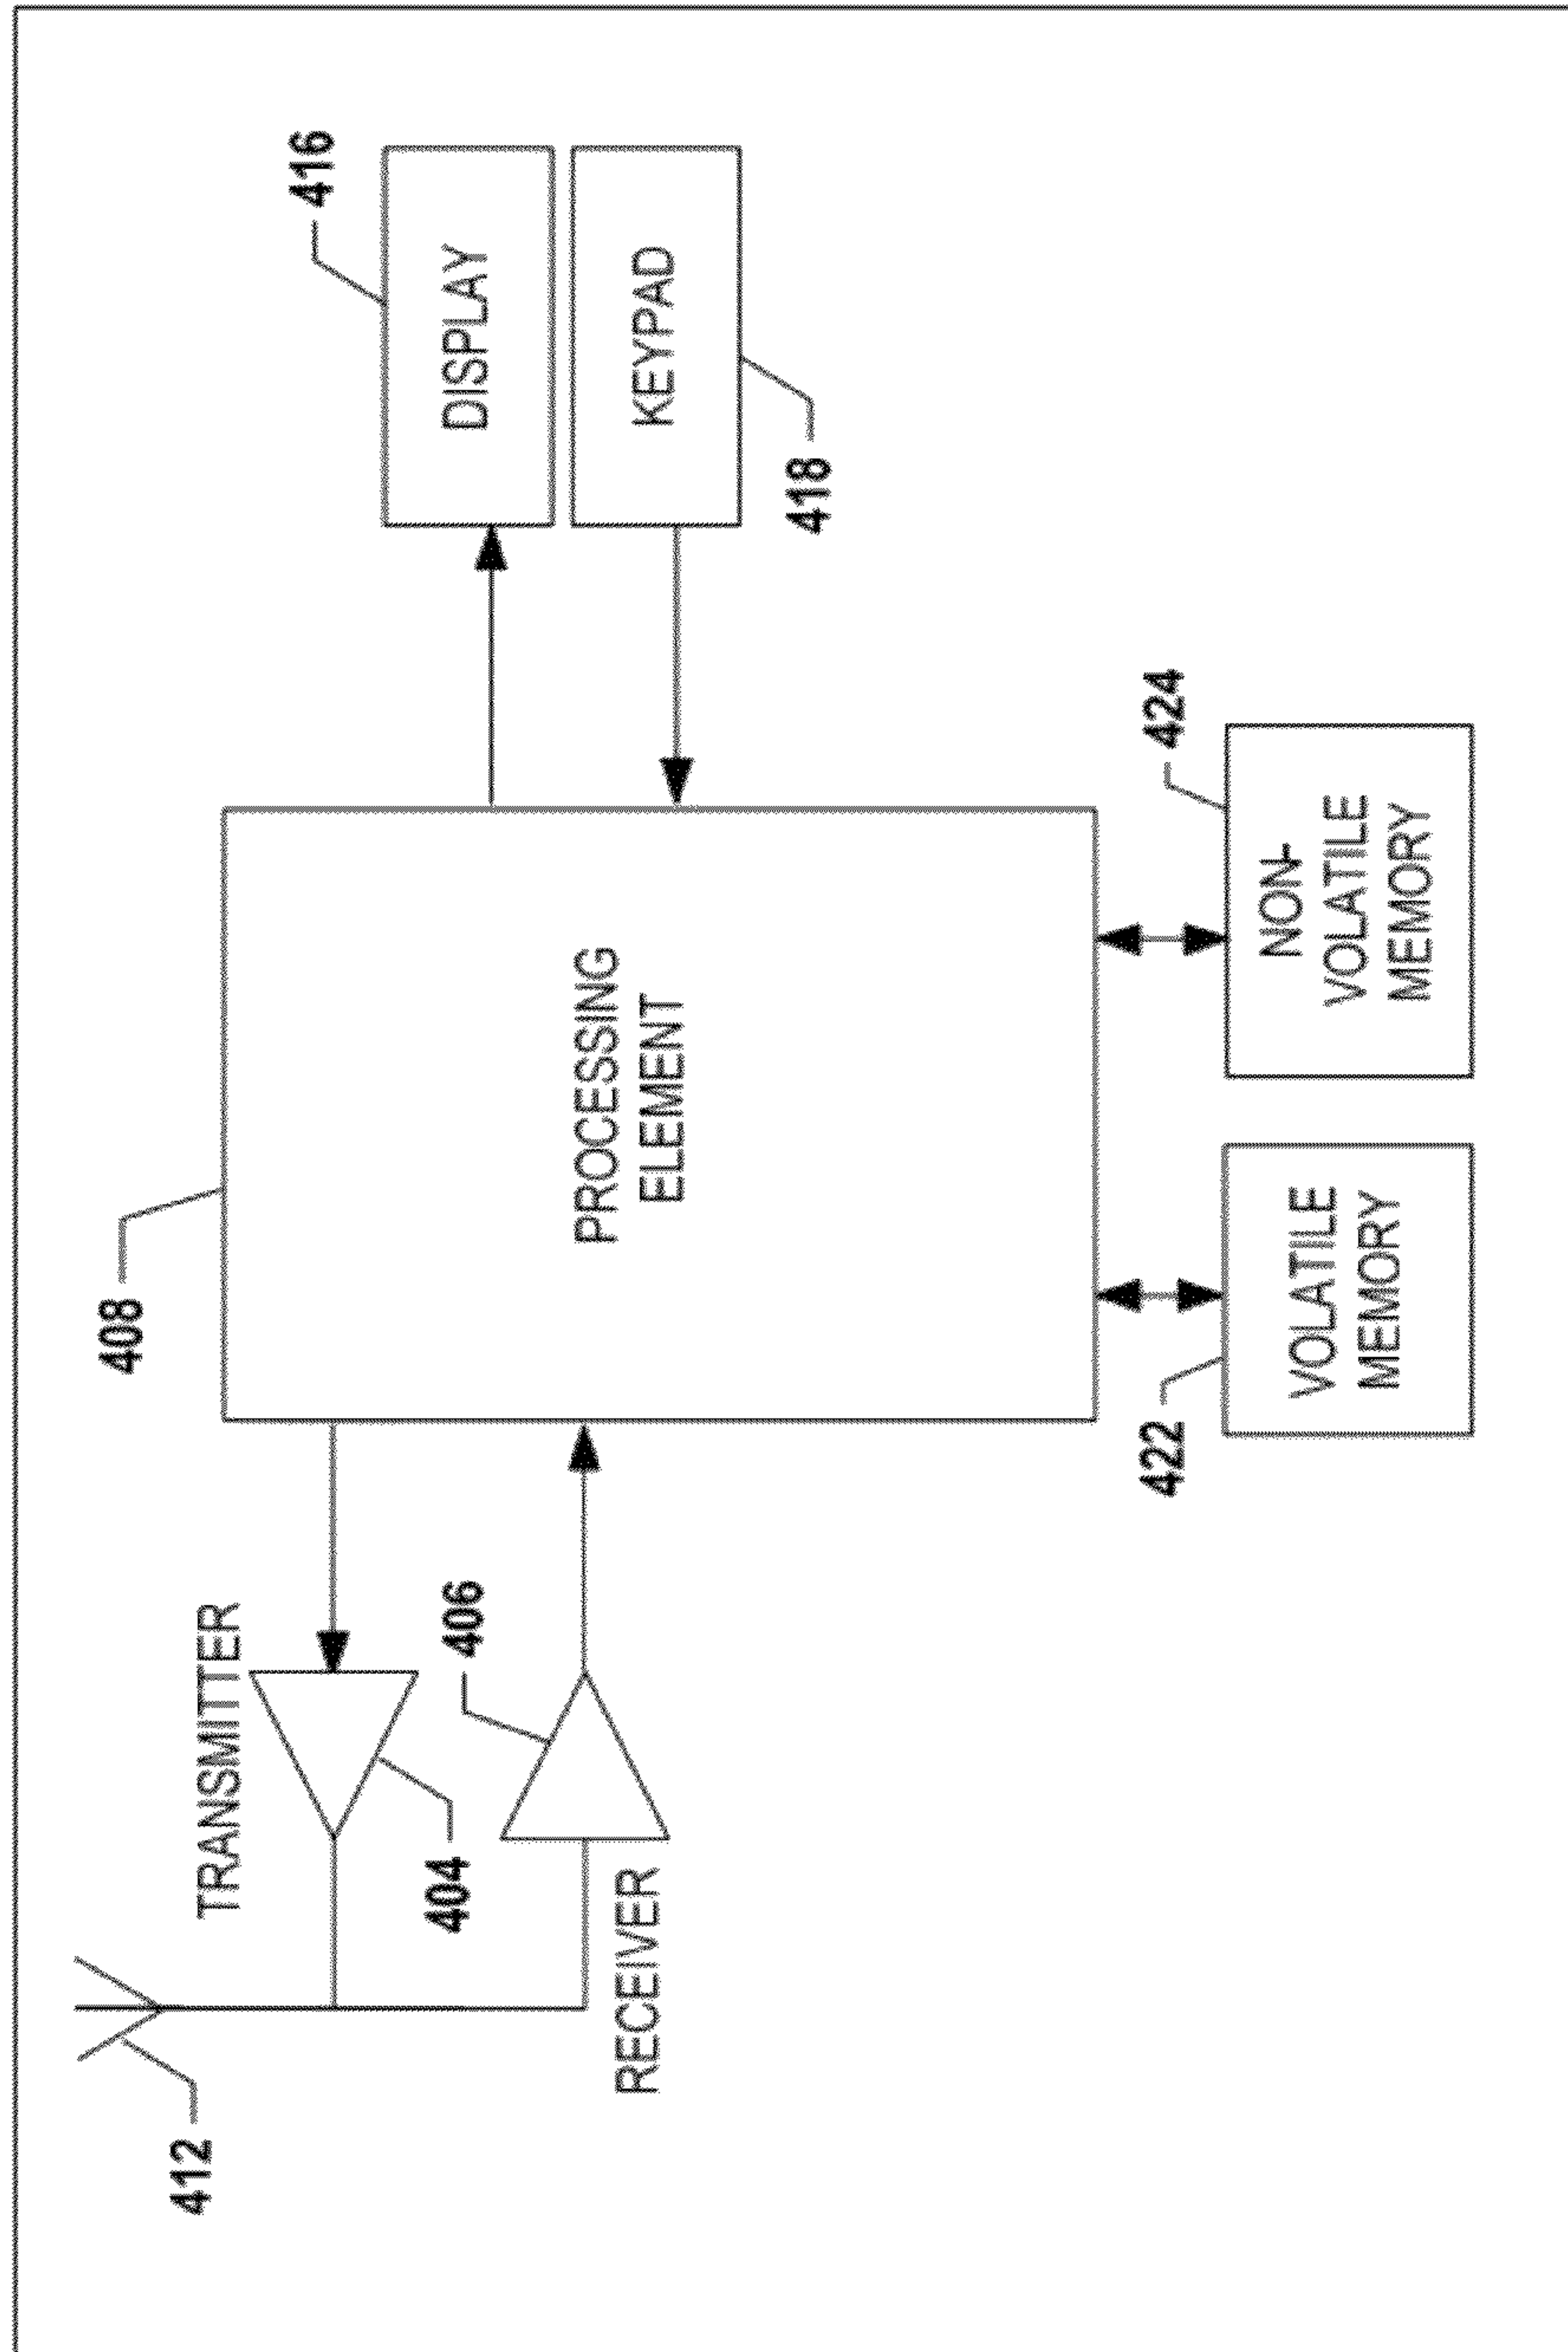 412
TRANSMITTER
404
406
RECEIVER
408
PROCESSING
ELEMENT
416
DISPLAY
KEYPAD
418
422
VOLATILE
MEMORY
424
NON-
VOLATILE
MEMORY